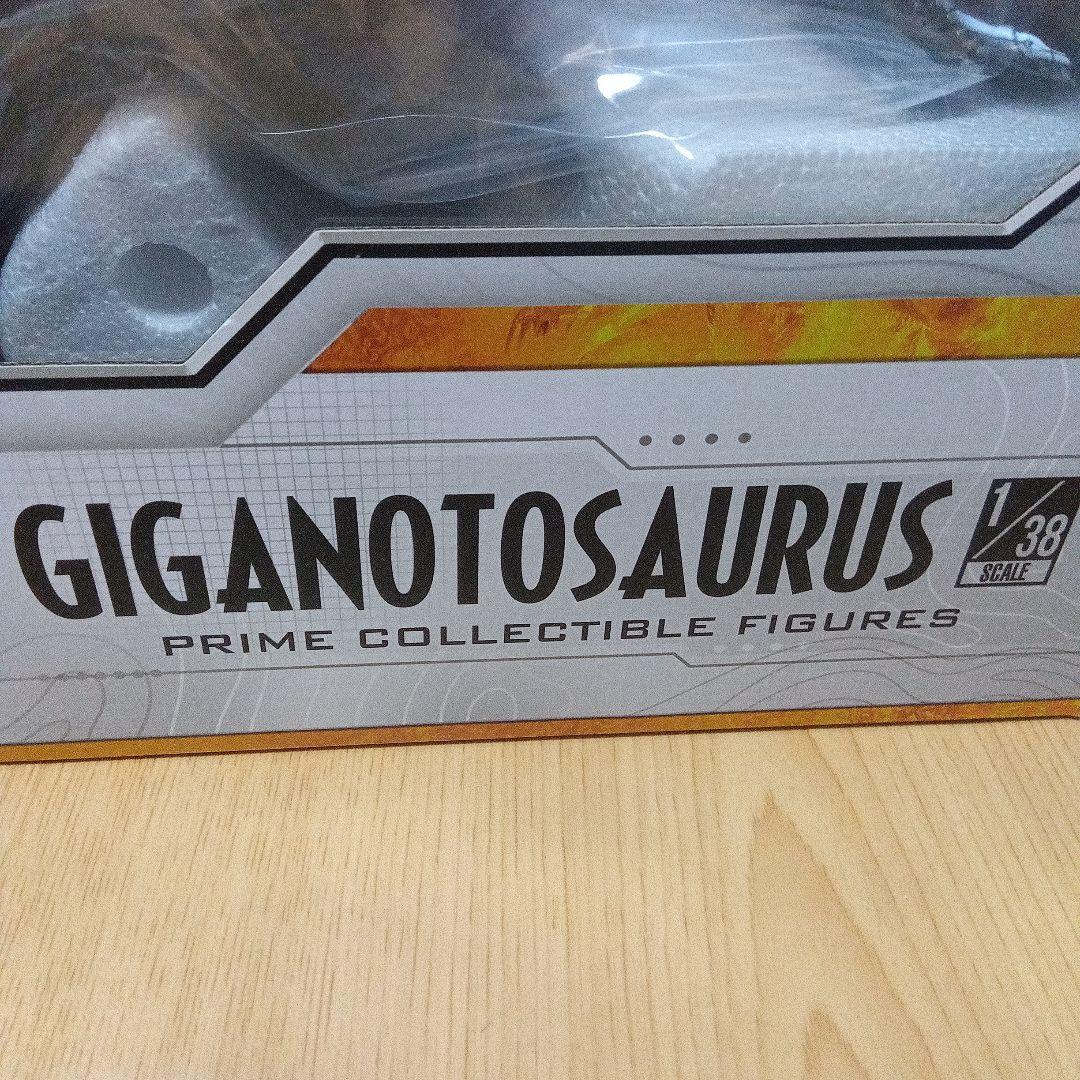 GIGANOTOSAURUS
1/38
SCALE
PRIME COLLECTIBLE FIGURES